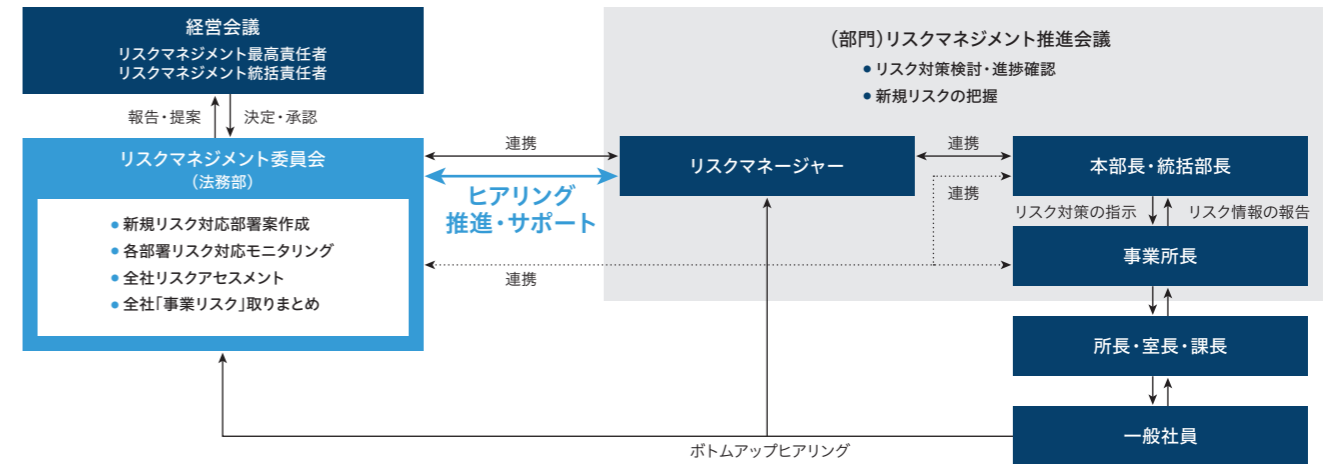 経営会議
リスクマネジメント最高責任者
リスクマネジメント統括責任者
報告・提案
決定・承認
リスクマネジメント委員会
(法務部)
●新規リスク対応部署案作成
●各部署リスク対応モニタリング
●全社リスクアセスメント
●全社「事業リスク」取りまとめ
連携
ヒアリング
推進・サポート
連携
(部門)リスクマネジメント推進会議
●リスク対策検討・進捗確認
●新規リスクの把握
リスクマネージャー
連携
連携
本部長・統括部長
リスク対策の指示
リスク情報の報告
事業所長
所長・室長・課長
一般社員
ボトムアップヒアリング